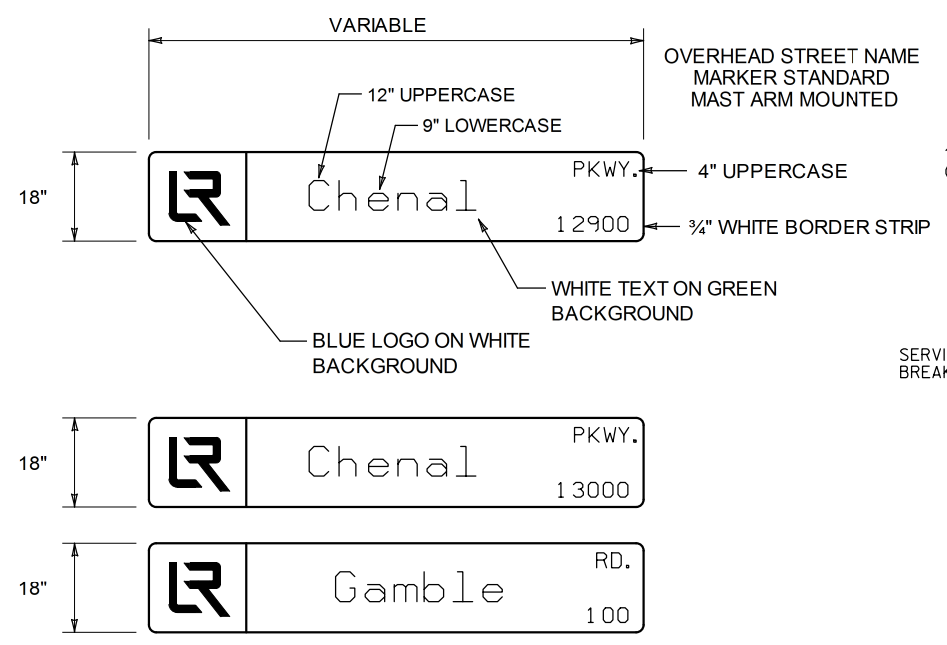 VARIABLE
OVERHEAD STREET NAME
MARKER STANDARD
MAST ARM MOUNTED
12" UPPERCASE
9" LOWERCASE
18"
LR
Chenal
PKWY.
12900
4" UPPERCASE
¾" WHITE BORDER STRIP
WHITE TEXT ON GREEN
BACKGROUND
BLUE LOGO ON WHITE
BACKGROUND
SERVI
BREAK
18"
LR
Chenal
PKWY.
13000
18"
LR
Gamble
RD.
100